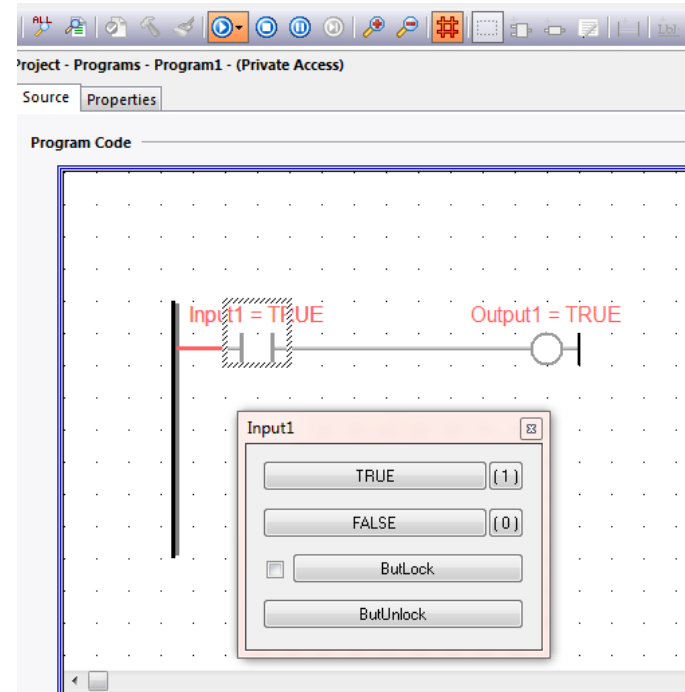 ALL
Project - Programs - Program1 - (Private Access)
Source Properties
Program Code
Input1 = TRUE Output1 = TRUE
Input1
TRUE (1)
FALSE (0)
ButLock
ButUnlock